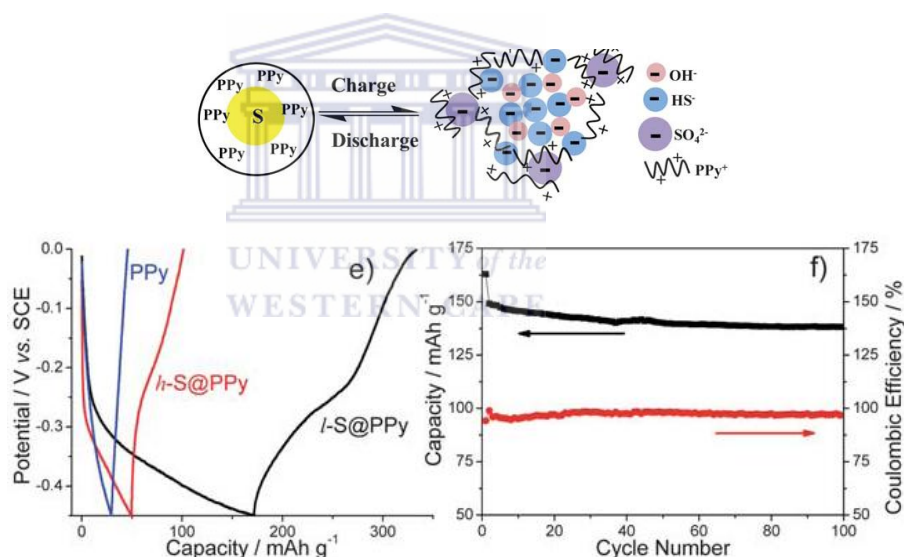 PPy
PPy
PPy
S
PPy
PPy
PPy
Charge
Discharge
OH-
HS-
SO₄²⁻
PPy⁺
UNIVERSITY of the
WESTERN CAPE
e)
PPy
h-S@PPy
l-S@PPy
Potential / V vs. SCE
0.0
-0.1
-0.2
-0.3
-0.4
0 100 200 300
Capacity / mAh g⁻¹
f)
Capacity / mAh g⁻¹
175
150
125
100
75
50
175
150
125
100
75
50
Coulombic Efficiency / %
0 20 40 60 80 100
Cycle Number